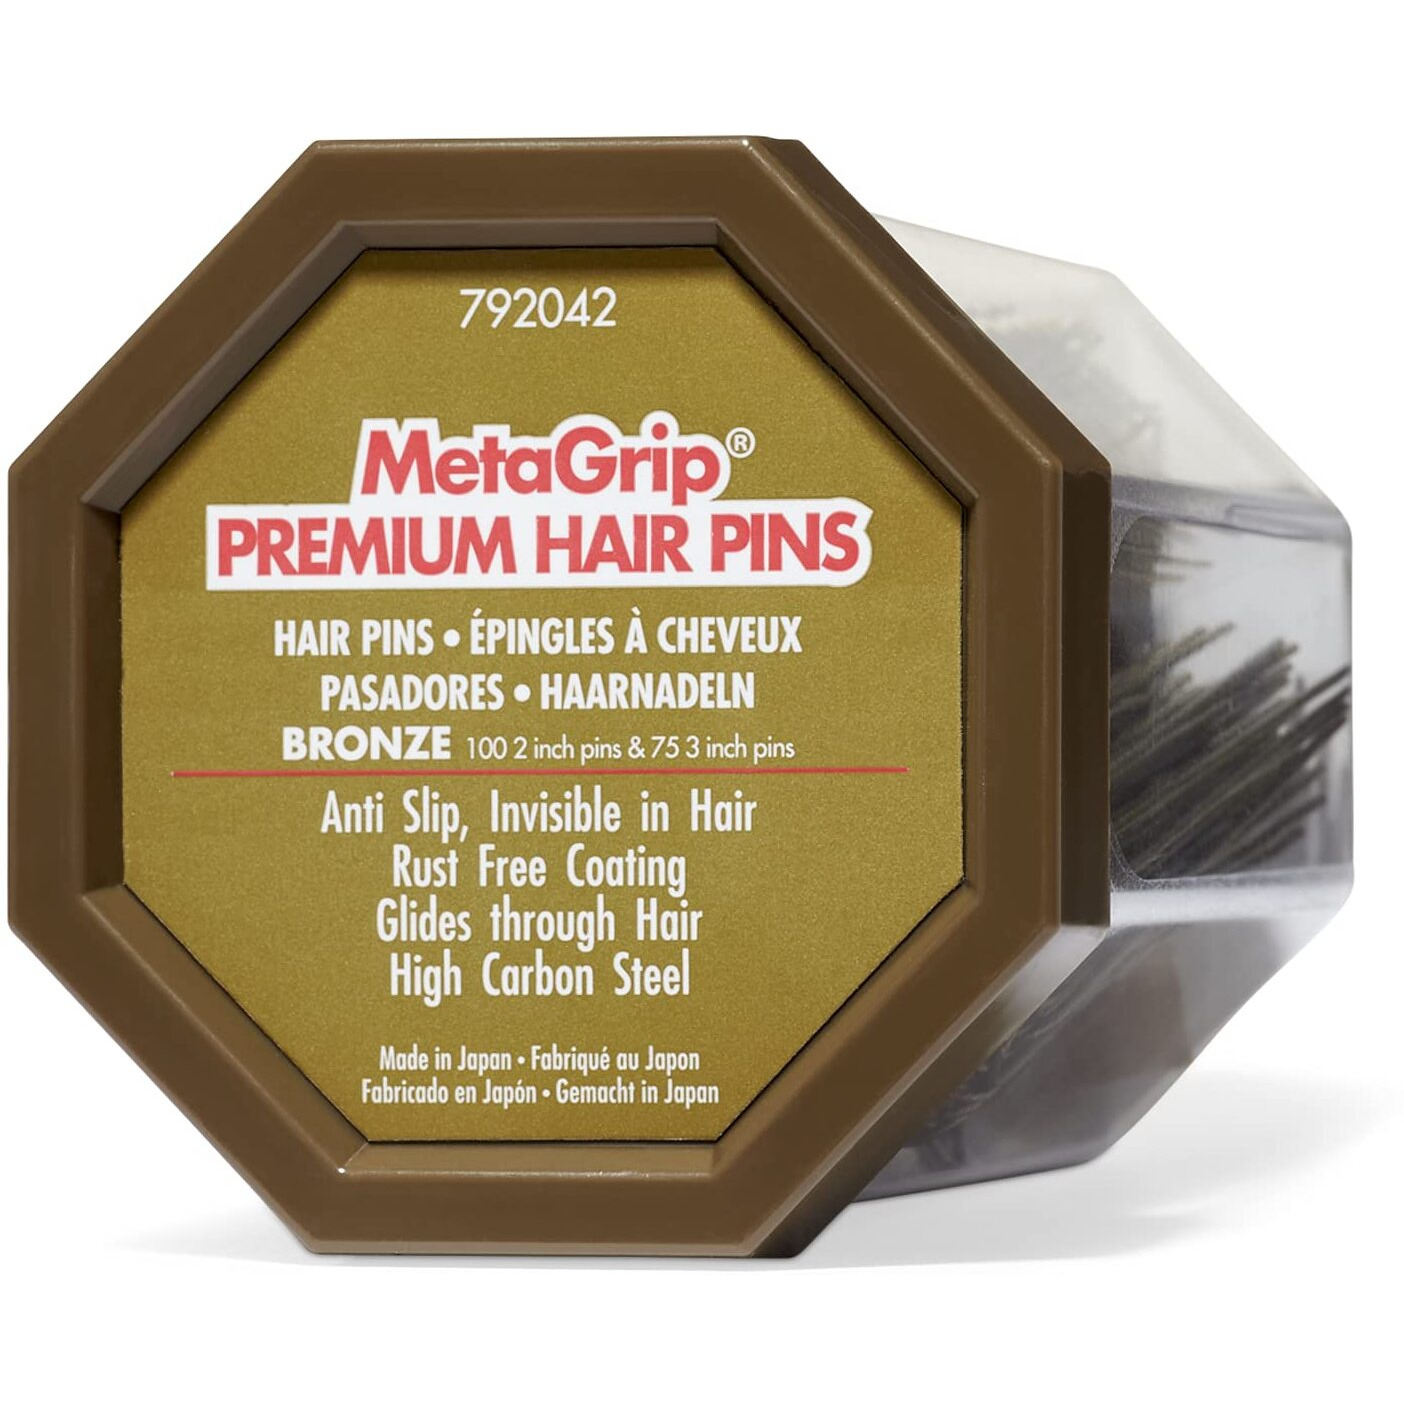 792042
MetaGrip®
PREMIUM HAIR PINS
HAIR PINS • ÉPINGLES À CHEVEUX
PASADORES • HAARNADELN
BRONZE 100 2 inch pins & 75 3 inch pins
Anti Slip, Invisible in Hair
Rust Free Coating
Glides through Hair
High Carbon Steel
Made in Japan • Fabriqué au Japon
Fabricado en Japón • Gemacht in Japan